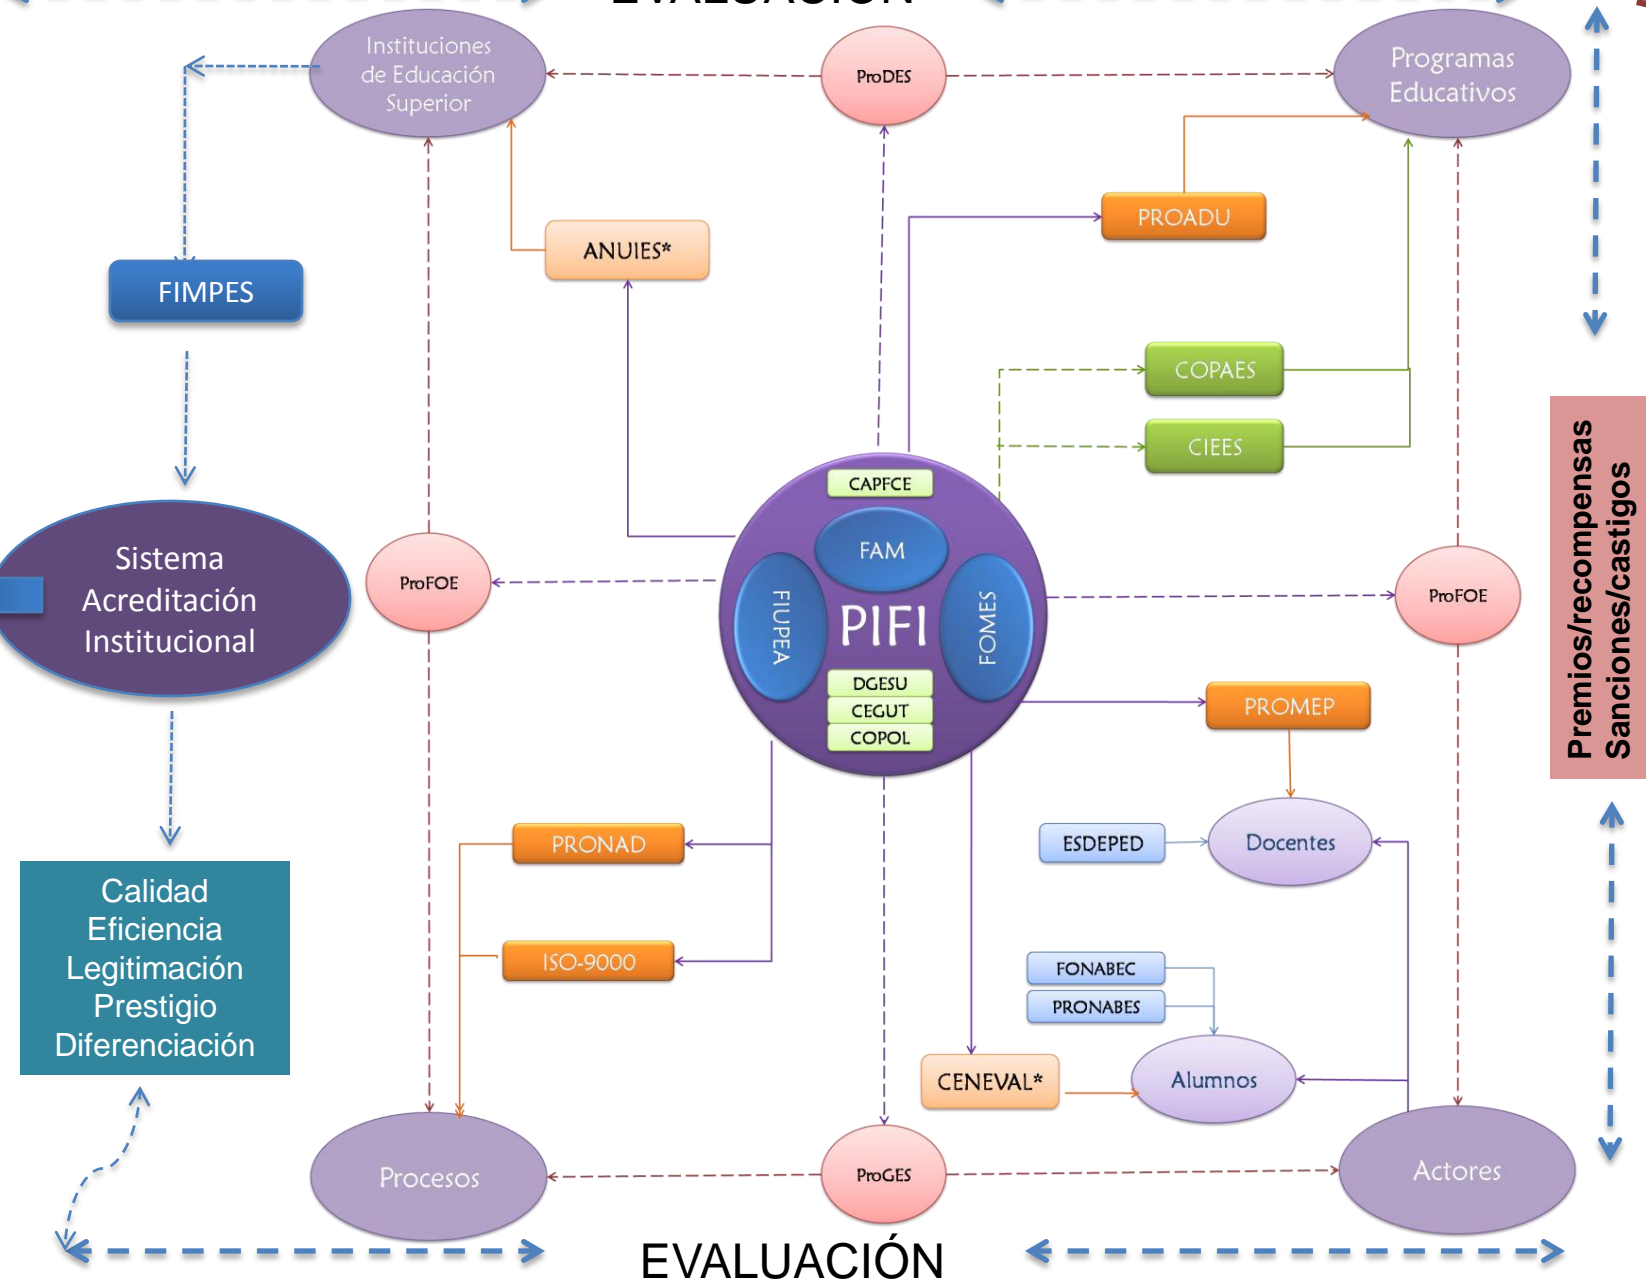 EVALUACIÓN
Instituciones
de Educación
Superior
ProDES
Programas
Educativos
PROADU
ANUIES*
FIMPES
COPAES
CIEES
CAPFCE
FAM
FIUPEA
PIFI
FOMES
DGESU
CEGUT
COPOL
ProFOE
ProFOE
Sistema
Acreditación
Institucional
Premios/recompensas
Sanciones/castigos
PROMEP
PRONAD
ESDEPED
Docentes
Calidad
Eficiencia
Legitimación
Prestigio
Diferenciación
ISO-9000
FONABEC
PRONABES
CENEVAL*
Alumnos
Procesos
ProGES
Actores
EVALUACIÓN